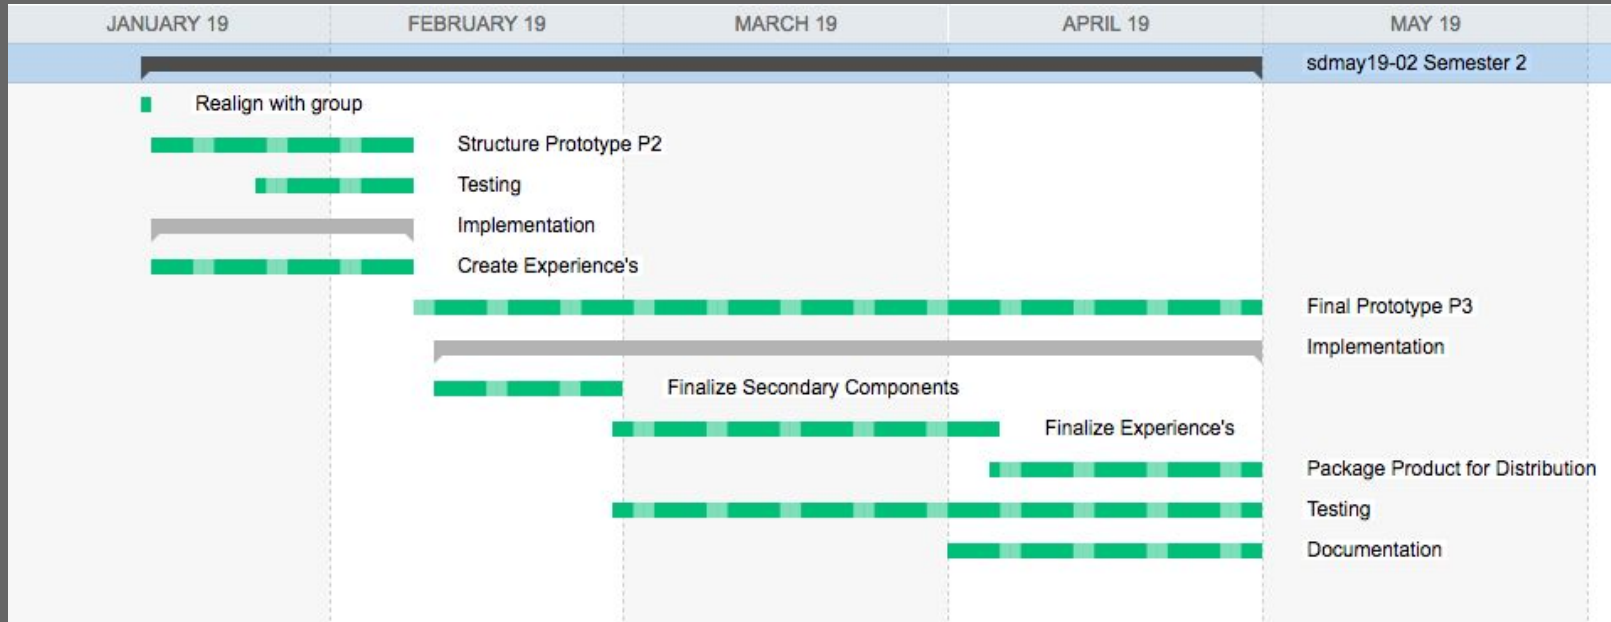 JANUARY 19 FEBRUARY 19 MARCH 19 APRIL 19 MAY 19
sdmay19-02 Semester 2
Realign with group
Structure Prototype P2
Testing
Implementation
Create Experience's
Final Prototype P3
Implementation
Finalize Secondary Components
Finalize Experience's
Package Product for Distribution
Testing
Documentation